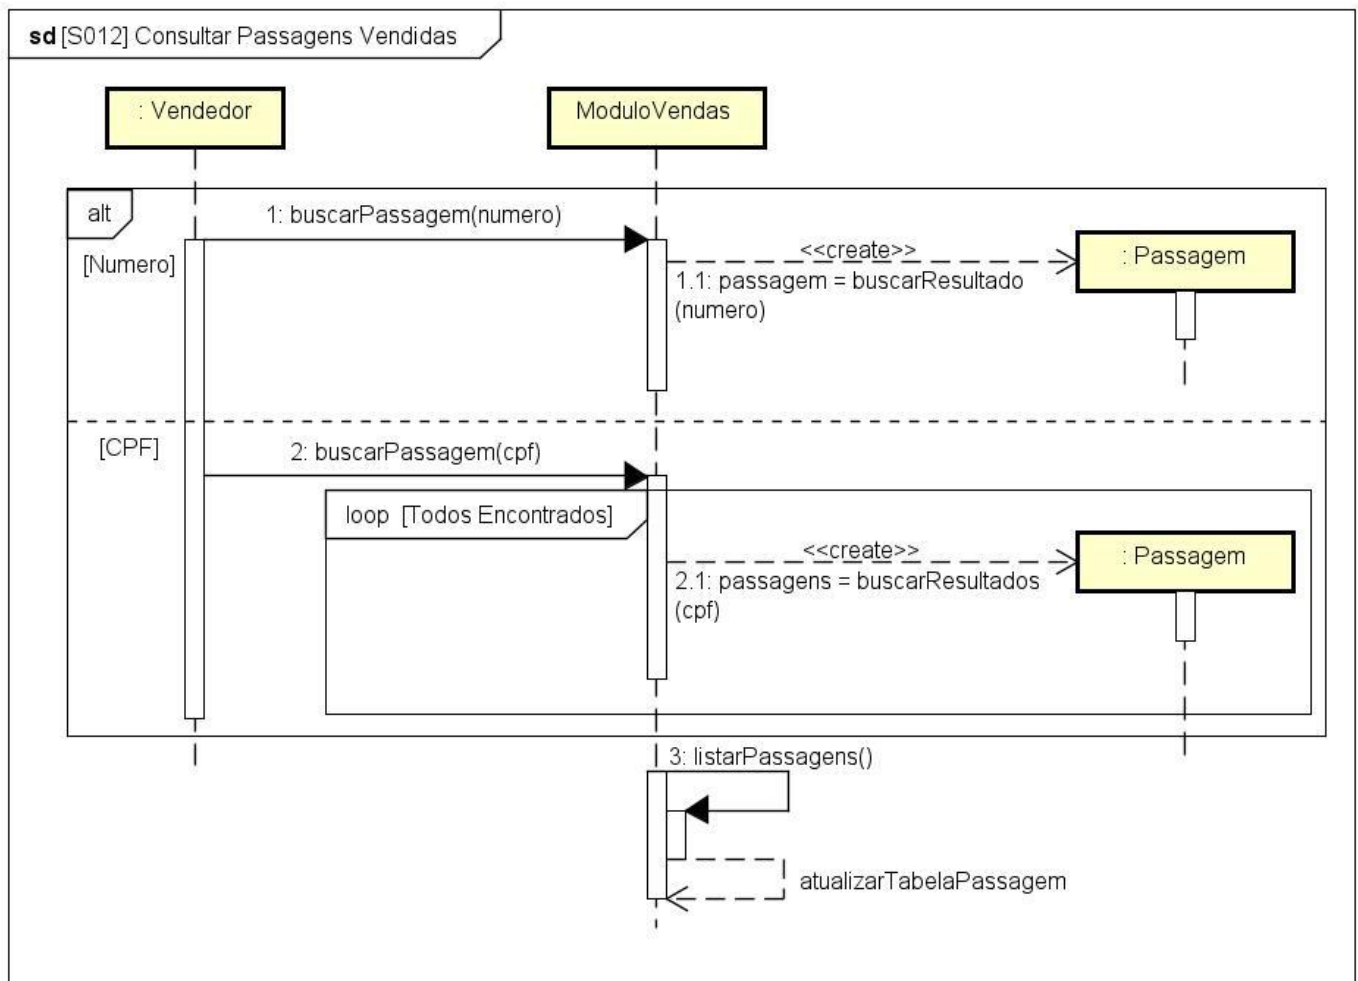 sd [S012] Consultar Passagens Vendidas
: Vendedor
ModuloVendas
alt
1: buscarPassagem(numero)
[Numero]
<<create>>
: Passagem
1.1: passagem = buscarResultado
(numero)
[CPF]
2: buscarPassagem(cpf)
loop [Todos Encontrados]
<<create>>
: Passagem
2.1: passagens = buscarResultados
(cpf)
3: listarPassagens()
atualizarTabelaPassagem